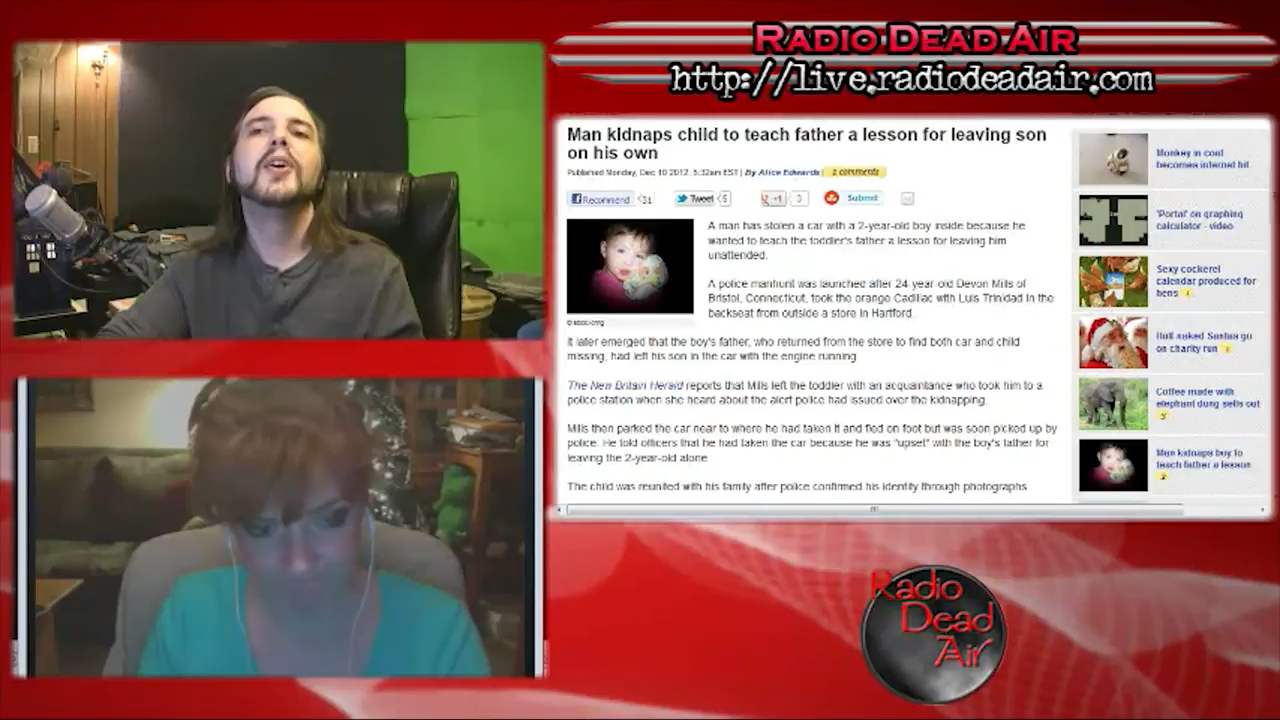 RADIO DEAD AIR
http://live.radiodeadair.com
Man kidnaps child to teach father a lesson for leaving son
on his own
Published Monday, Dec 10 2012, 5:32am EST | By Alice Edwards | 2 comments
Recommend 31 Tweet 5 +1 3 Submit
A man has stolen a car with a 2-year-old boy inside because he
wanted to teach the toddler's father a lesson for leaving him
unattended.
A police manhunt was launched after 24-year-old Devon Mills of
Bristol, Connecticut, took the orange Cadillac with Luis Trinidad in the
backseat from outside a store in Hartford.
It later emerged that the boy's father, who returned from the store to find both car and child
missing, had left his son in the car with the engine running
The New Britain Herald reports that Mills left the toddler with an acquaintance who took him to a
police station when she heard about the alert police had issued over the kidnapping.
Mills then parked the car near to where he had taken it and fled on foot but was soon picked up by
police. He told officers that he had taken the car because he was "upset" with the boy's father for
leaving the 2-year-old alone
The child was reunited with his family after police confirmed his identity through photographs
Monkey in coat
becomes internet hit
'Portal' on graphing
calculator - video
Sexy cockerel
calendar produced for
hens
Half naked Santas go
on charity run
Coffee made with
elephant dung sells out
Man kidnaps boy to
teach father a lesson
Radio
Dead
Air